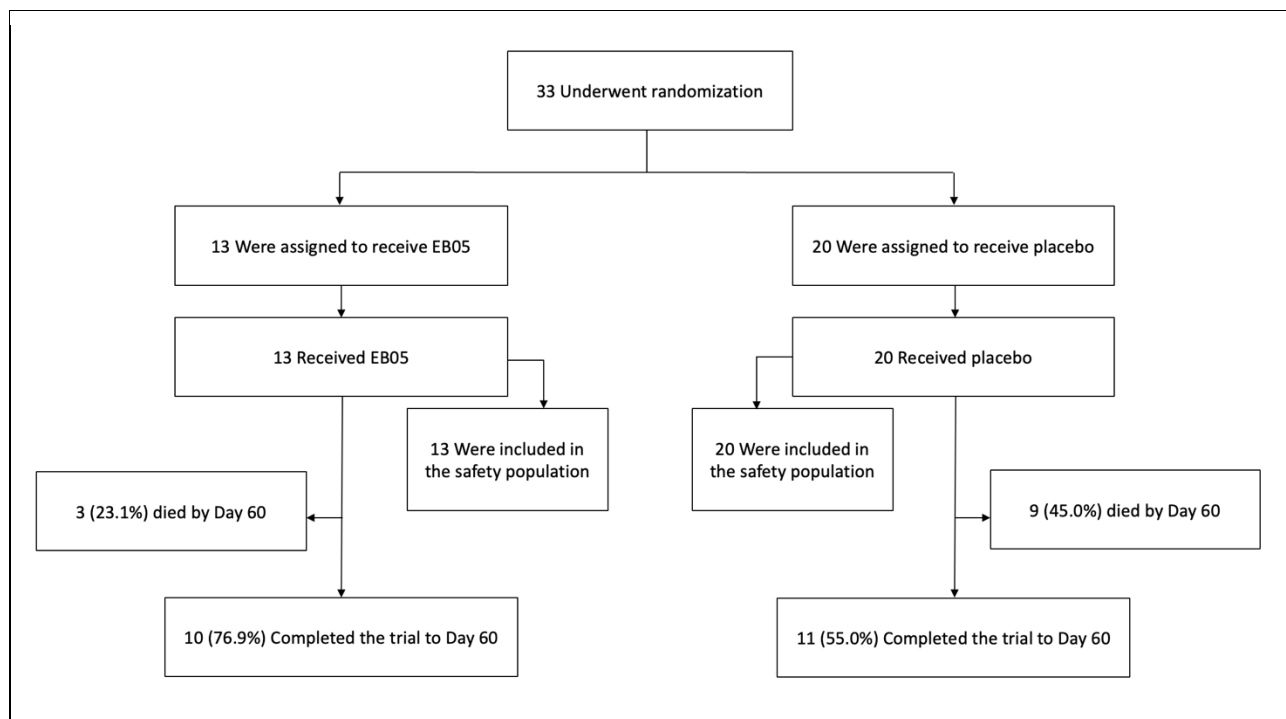 33 Underwent randomization
13 Were assigned to receive EB05
20 Were assigned to receive placebo
13 Received EB05
20 Received placebo
13 Were included in
the safety population
20 Were included in
the safety population
3 (23.1%) died by Day 60
9 (45.0%) died by Day 60
10 (76.9%) Completed the trial to Day 60
11 (55.0%) Completed the trial to Day 60